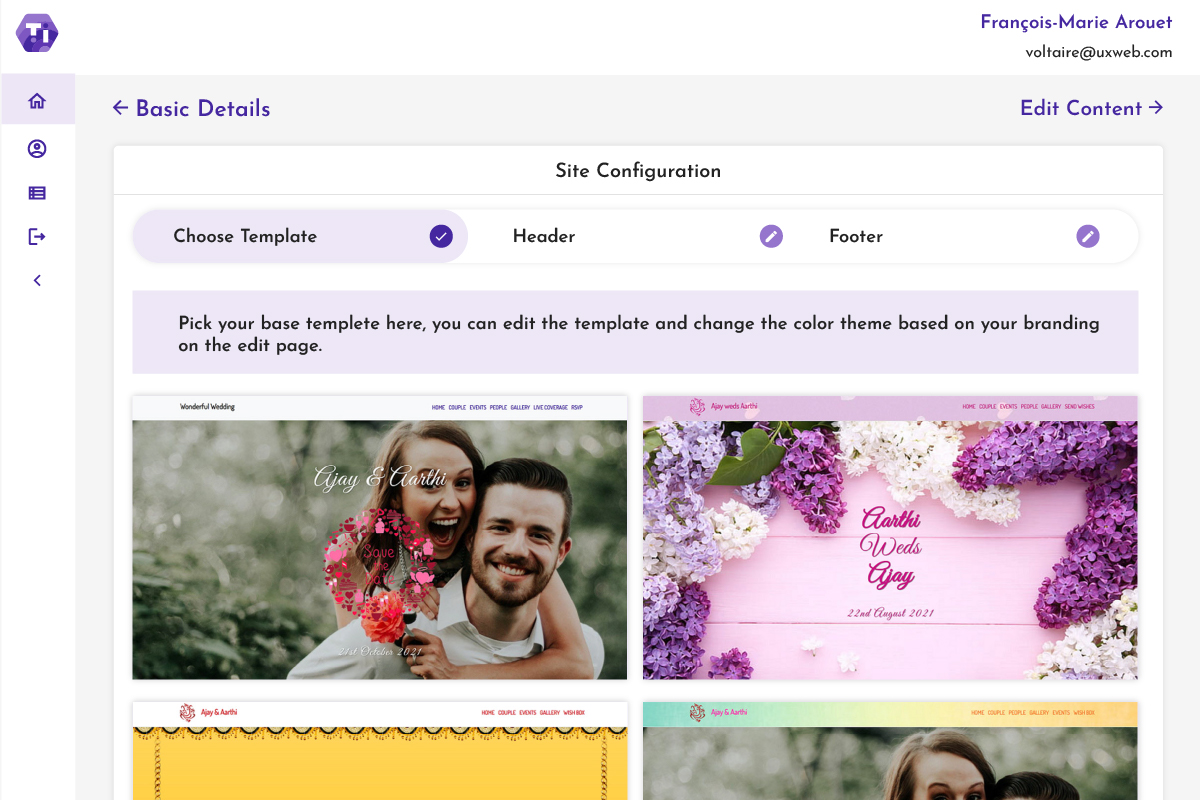 Ti
François-Marie Arouet
voltaire@uxweb.com
← Basic Details
Edit Content →
Site Configuration
Choose Template
Header
Footer
Pick your base templete here, you can edit the template and change the color theme based on your branding
on the edit page.
Wonderful Wedding
HOME COUPLE EVENTS PEOPLE GALLERY LIVE COVERAGE RSVP
Ajay & Aarthi
Save
the
Date
21st October 2021
Ajay weds Aarthi
HOME COUPLE EVENTS PEOPLE GALLERY SEND WISHES
Aarthi
Weds
Ajay
22nd August 2021
Ajay & Aarthi
HOME COUPLE EVENTS GALLERY WISH BOX
Ajay & Aarthi
HOME COUPLE PEOPLE GALLERY EVENTS WISH BOX